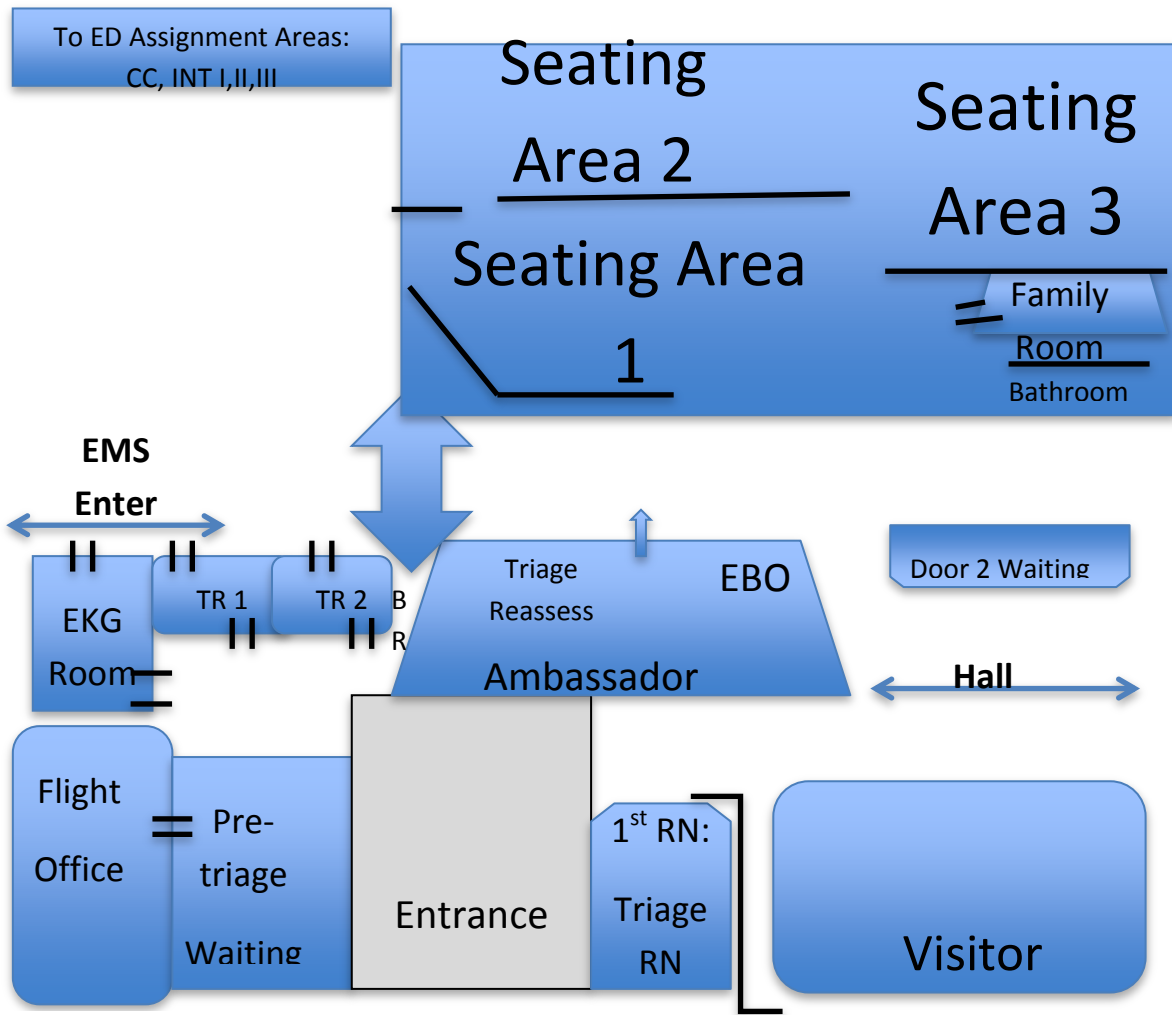 To ED Assignment Areas:
CC, INT I,II,III
Seating
Area 2
Seating
Area 3
Seating Area
1
Family
Room
Bathroom
EMS
Enter
EKG
Room
TR 1
TR 2
B
R
Triage
Reassess
EBO
Ambassador
Door 2 Waiting
Hall
Flight
Office
Pre-
triage
Waiting
Entrance
1st RN:
Triage
RN
Visitor